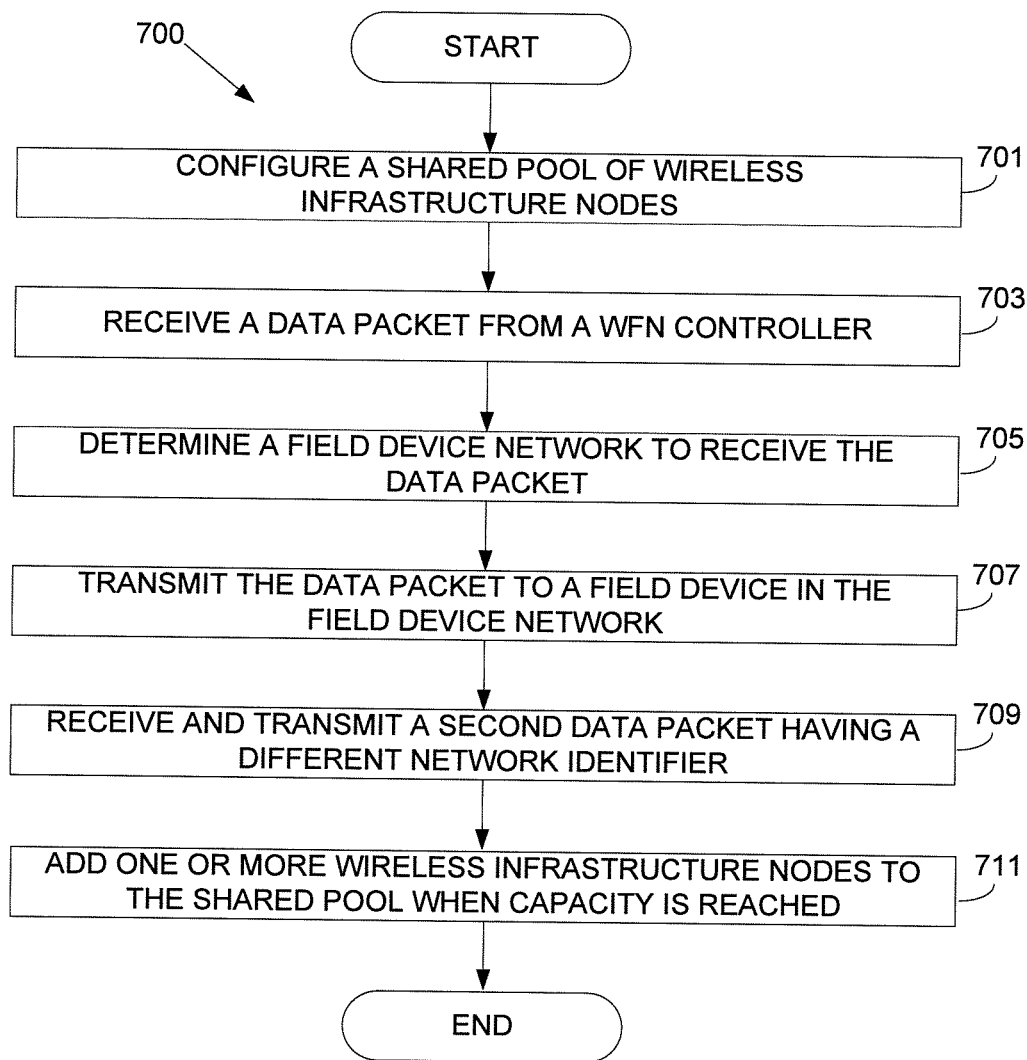 700
START
CONFIGURE A SHARED POOL OF WIRELESS
INFRASTRUCTURE NODES
701
RECEIVE A DATA PACKET FROM A WFN CONTROLLER
703
DETERMINE A FIELD DEVICE NETWORK TO RECEIVE THE
DATA PACKET
705
TRANSMIT THE DATA PACKET TO A FIELD DEVICE IN THE
FIELD DEVICE NETWORK
707
RECEIVE AND TRANSMIT A SECOND DATA PACKET HAVING A
DIFFERENT NETWORK IDENTIFIER
709
ADD ONE OR MORE WIRELESS INFRASTRUCTURE NODES TO
THE SHARED POOL WHEN CAPACITY IS REACHED
711
END